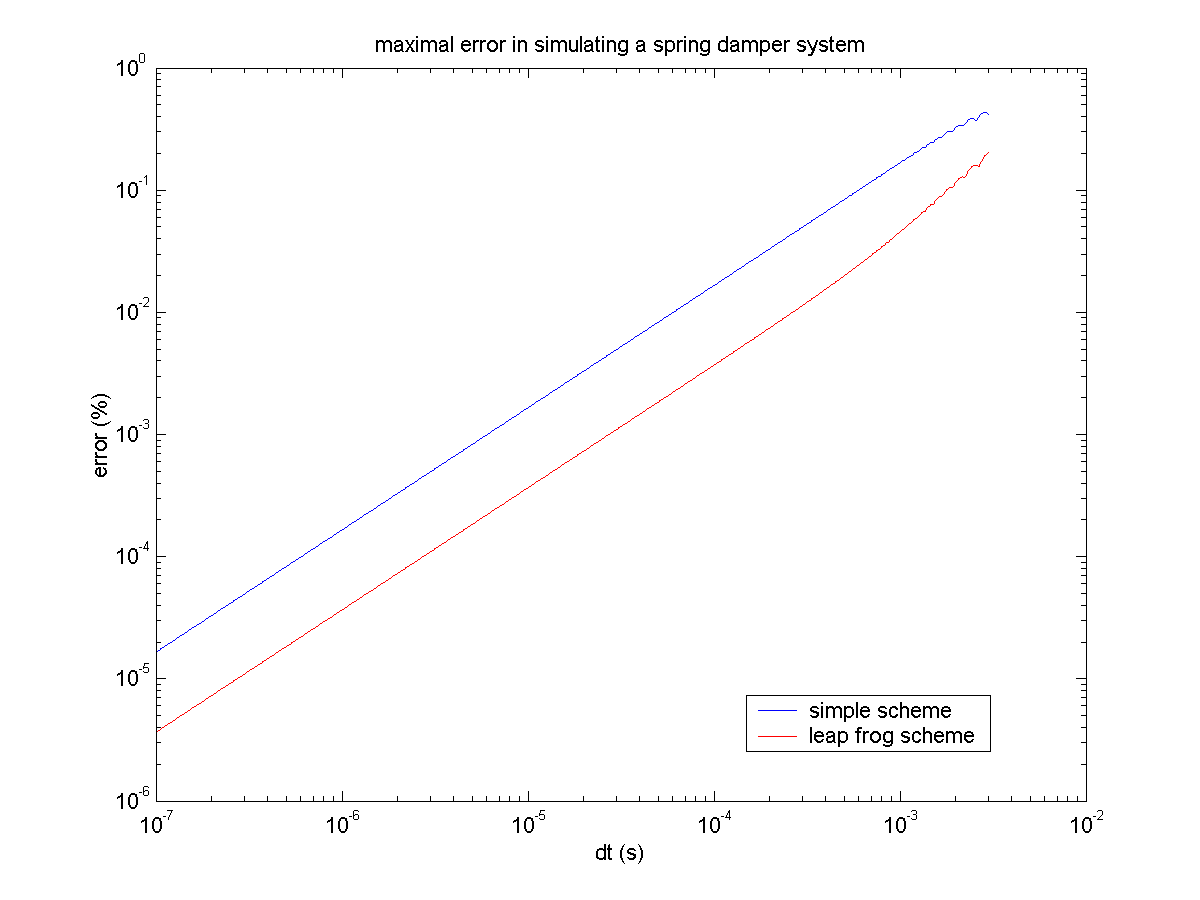 maximal error in simulating a spring damper system
10^0
10^-1
10^-2
10^-3
10^-4
10^-5
10^-6
error (%)
simple scheme
leap frog scheme
10^-7
10^-6
10^-5
10^-4
10^-3
10^-2
dt (s)